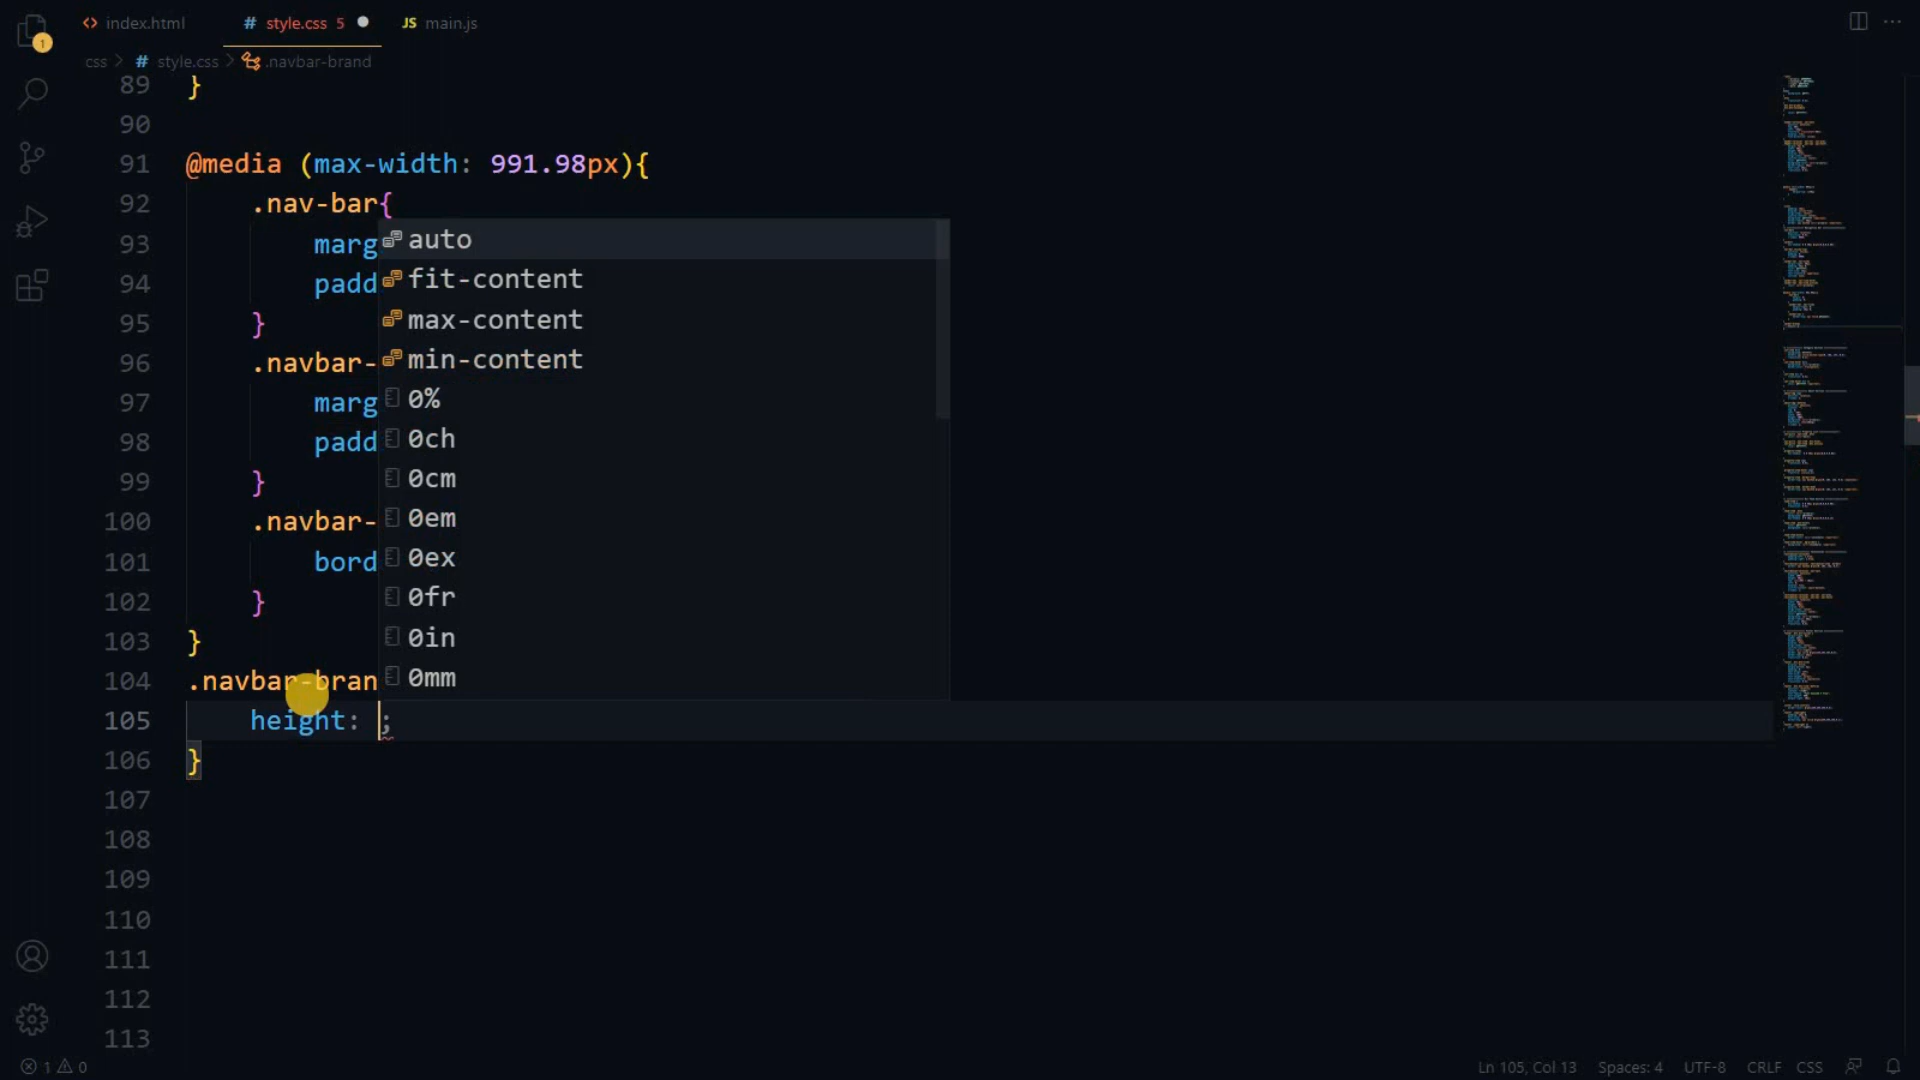 1
index.html
# style.css 5
JS main.js
css > # style.css > .navbar-brand
89 }
90
91 @media (max-width: 991.98px){
92 .nav-bar{
93 marg
94 padd
95 }
96 .navbar-
97 marg
98 padd
99 }
100 .navbar-
101 bord
102 }
103 }
104 .navbar-bran
105 height: ;
106 }
107
108
109
110
111
112
113
auto
fit-content
max-content
min-content
0%
0ch
0cm
0em
0ex
0fr
0in
0mm
1 0
Ln 105, Col 13
Spaces: 4
UTF-8
CRLF
CSS